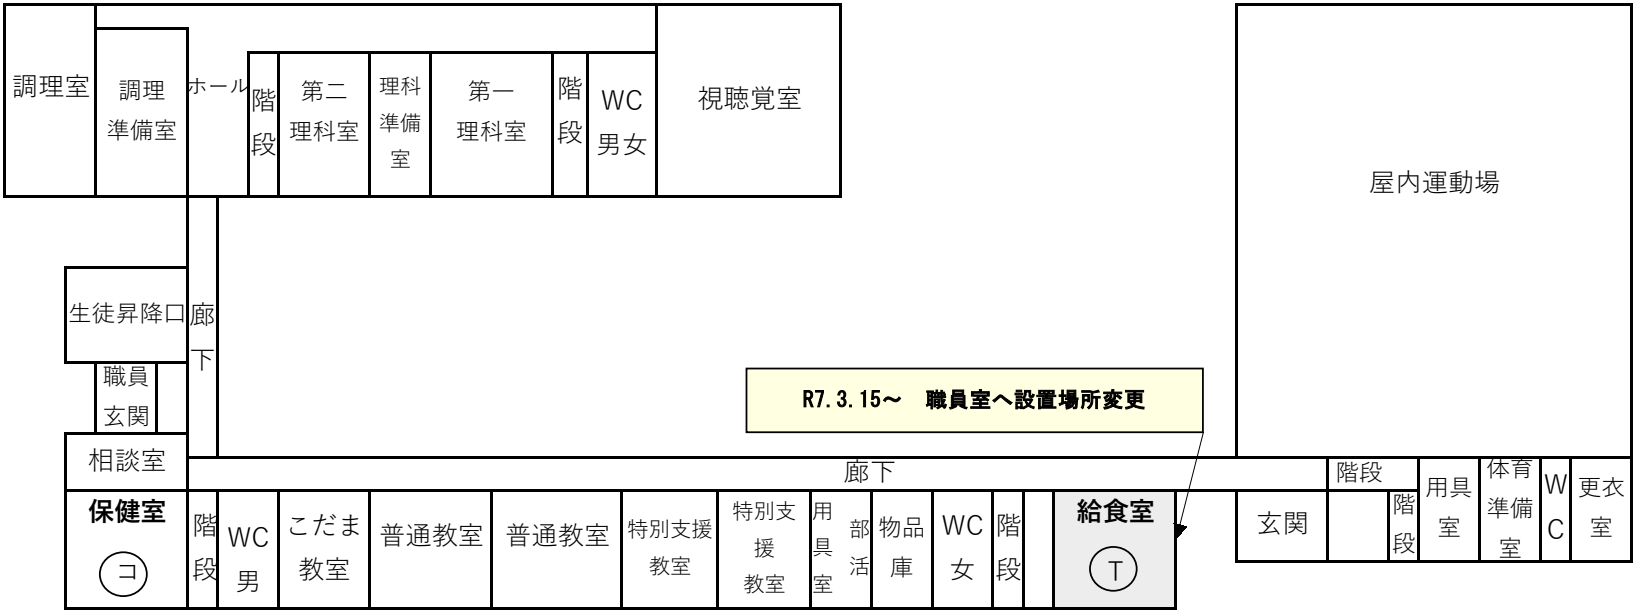 調理室
調理
準備室
ホール
階
段
第二
理科室
理科
準備
室
第一
理科室
階
段
WC
男女
視聴覚室
屋内運動場
生徒昇降口
廊
下
職員
玄関
R7.3.15～　職員室へ設置場所変更
相談室
廊下
階段
保健室
コ
階
段
WC
男
こだま
教室
普通教室
普通教室
特別支援
教室
特別支
援
教室
用
具
室
部
活
物品
庫
WC
女
階
段
給食室
T
玄関
階
段
用具
室
体育
準備
室
W
C
更衣
室